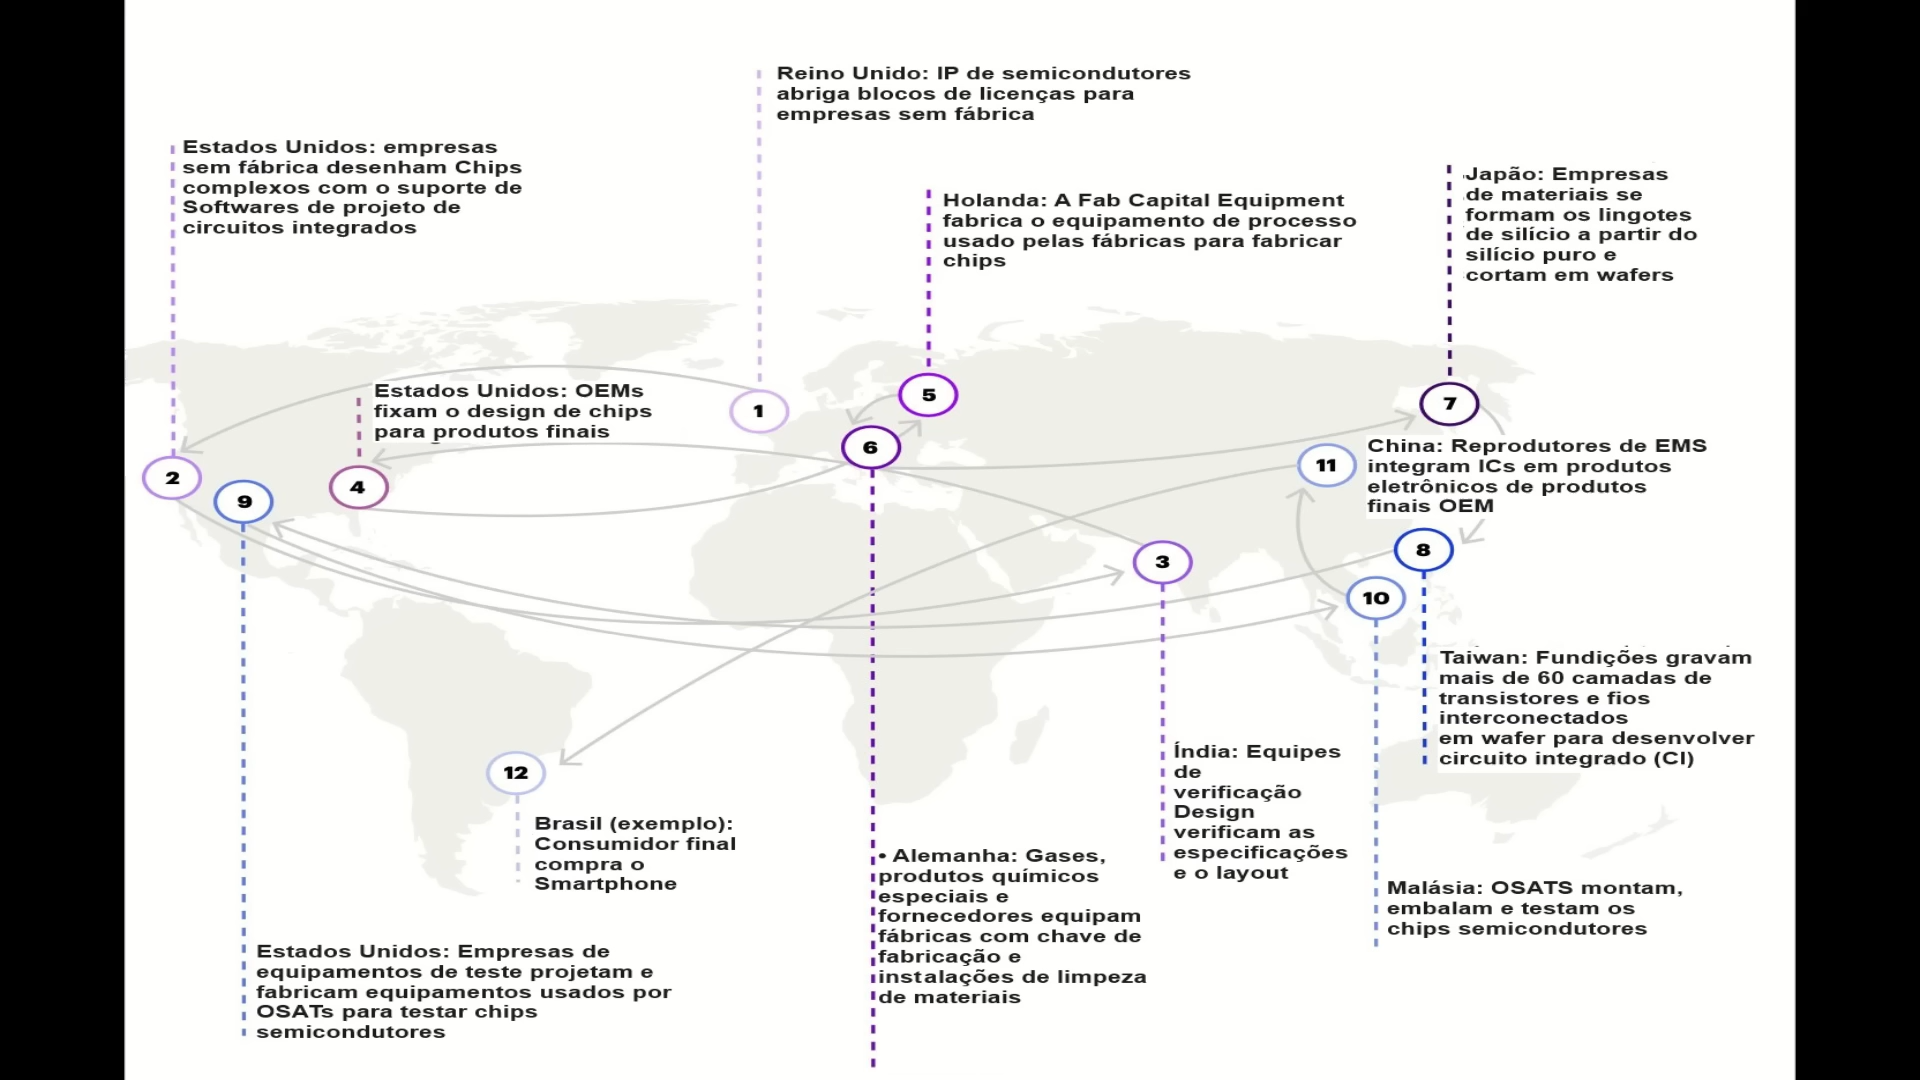 Reino Unido: IP de semicondutores
abriga blocos de licenças para
empresas sem fábrica
Estados Unidos: empresas
sem fábrica desenham Chips
complexos com o suporte de
Softwares de projeto de
circuitos integrados
Japão: Empresas
de materiais se
formam os lingotes
de silício a partir do
silício puro e
cortam em wafers
Holanda: A Fab Capital Equipment
fabrica o equipamento de processo
usado pelas fábricas para fabricar
chips
Estados Unidos: OEMs
fixam o design de chips
para produtos finais
1
5
7
6
2
9
4
11
China: Reprodutores de EMS
integram ICs em produtos
eletrônicos de produtos
finais OEM
8
3
10
Taiwan: Fundições gravam
mais de 60 camadas de
transistores e fios
interconectados
em wafer para desenvolver
circuito integrado (CI)
12
Índia: Equipes
de
verificação
Design
verificam as
especificações
e o layout
Brasil (exemplo):
Consumidor final
compra o
Smartphone
• Alemanha: Gases,
produtos químicos
especiais e
fornecedores equipam
fábricas com chave de
fabricação e
instalações de limpeza
de materiais
Malásia: OSATS montam,
embalam e testam os
chips semicondutores
Estados Unidos: Empresas de
equipamentos de teste projetam e
fabricam equipamentos usados por
OSATs para testar chips
semicondutores